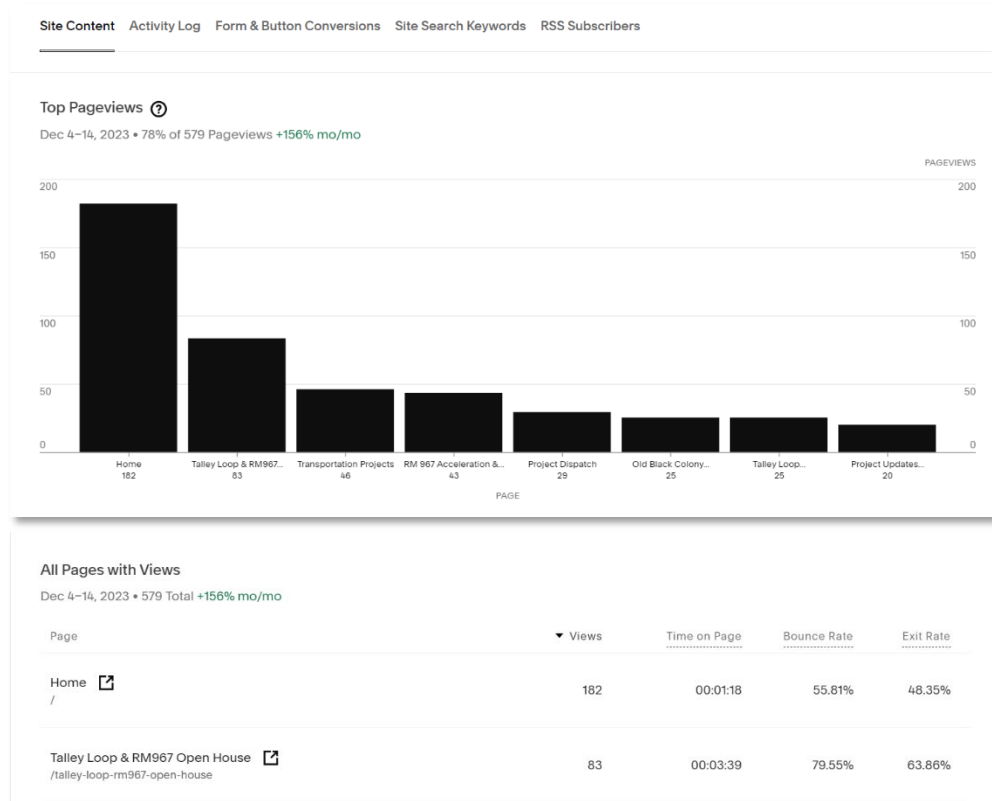 Site Content Activity Log Form & Button Conversions Site Search Keywords RSS Subscribers
Top Pageviews ?
Dec 4–14, 2023 • 78% of 579 Pageviews +156% mo/mo
PAGEVIEWS
200 200
150 150
100 100
50 50
0 0
Home Talley Loop & RM967... Transportation Projects RM 967 Acceleration &... Project Dispatch Old Black Colony... Talley Loop... Project Updates...
182 83 46 43 29 25 25 20
PAGE
All Pages with Views
Dec 4–14, 2023 • 579 Total +156% mo/mo
Page Views Time on Page Bounce Rate Exit Rate
Home
/
182 00:01:18 55.81% 48.35%
Talley Loop & RM967 Open House
/talley-loop-rm967-open-house
83 00:03:39 79.55% 63.86%